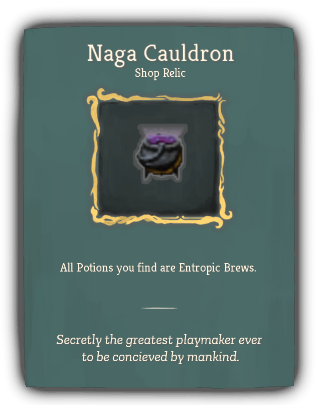 Naga Cauldron
Shop Relic
All Potions you find are Entropic Brews.
Secretly the greatest playmaker ever
to be concieved by mankind.